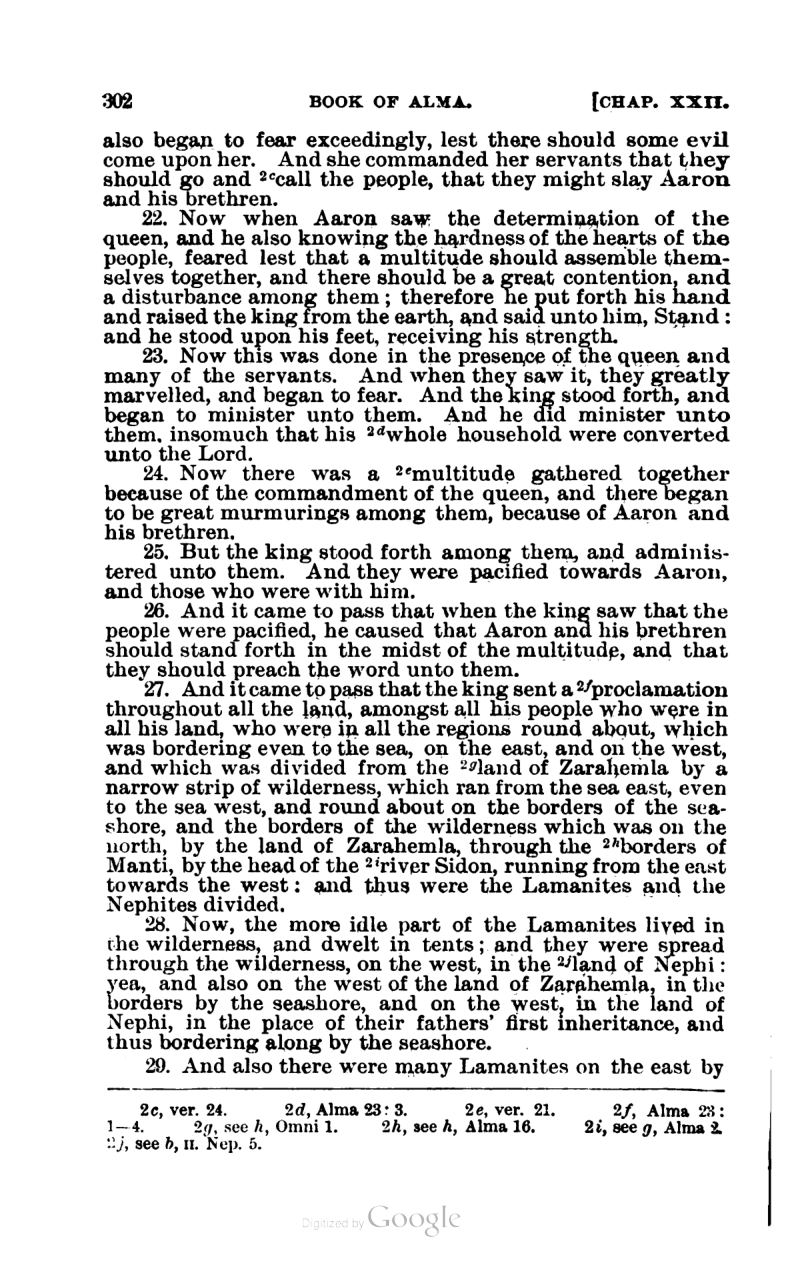 302 BOOK OF ALMA. [CHAP. XXII.
also began to fear exceedingly, lest there should some evil
come upon her. And she commanded her servants that they
should go and 2ccall the people, that they might slay Aaron
and his brethren.
22. Now when Aaron saw the determination of the
queen, and he also knowing the hardness of the hearts of the
people, feared lest that a multitude should assemble them-
selves together, and there should be a great contention, and
a disturbance among them; therefore he put forth his hand
and raised the king from the earth, and said unto him, Stand:
and he stood upon his feet, receiving his strength.
23. Now this was done in the presence of the queen and
many of the servants. And when they saw it, they greatly
marvelled, and began to fear. And the king stood forth, and
began to minister unto them. And he did minister unto
them, insomuch that his 2dwhole household were converted
unto the Lord.
24. Now there was a 2emultitude gathered together
because of the commandment of the queen, and there began
to be great murmurings among them, because of Aaron and
his brethren.
25. But the king stood forth among them, and adminis-
tered unto them. And they were pacified towards Aaron,
and those who were with him.
26. And it came to pass that when the king saw that the
people were pacified, he caused that Aaron and his brethren
should stand forth in the midst of the multitude, and that
they should preach the word unto them.
27. And it came to pass that the king sent a 2fproclamation
throughout all the land, amongst all his people who were in
all his land, who were in all the regions round about, which
was bordering even to the sea, on the east, and on the west,
and which was divided from the 2gland of Zarahemla by a
narrow strip of wilderness, which ran from the sea east, even
to the sea west, and round about on the borders of the sea-
shore, and the borders of the wilderness which was on the
north, by the land of Zarahemla, through the 2hborders of
Manti, by the head of the 2iriver Sidon, running from the east
towards the west: and thus were the Lamanites and the
Nephites divided.
28. Now, the more idle part of the Lamanites lived in
the wilderness, and dwelt in tents; and they were spread
through the wilderness, on the west, in the 2jland of Nephi:
yea, and also on the west of the land of Zarahemla, in the
borders by the seashore, and on the west, in the land of
Nephi, in the place of their fathers' first inheritance, and
thus bordering along by the seashore.
29. And also there were many Lamanites on the east by
2c, ver. 24. 2d, Alma 23: 3. 2e, ver. 21. 2f, Alma 23:
1—4. 2g, see h, Omni 1. 2h, see h, Alma 16. 2i, see g, Alma 2.
2j, see b, II. Nep. 5.
Digitized by Google